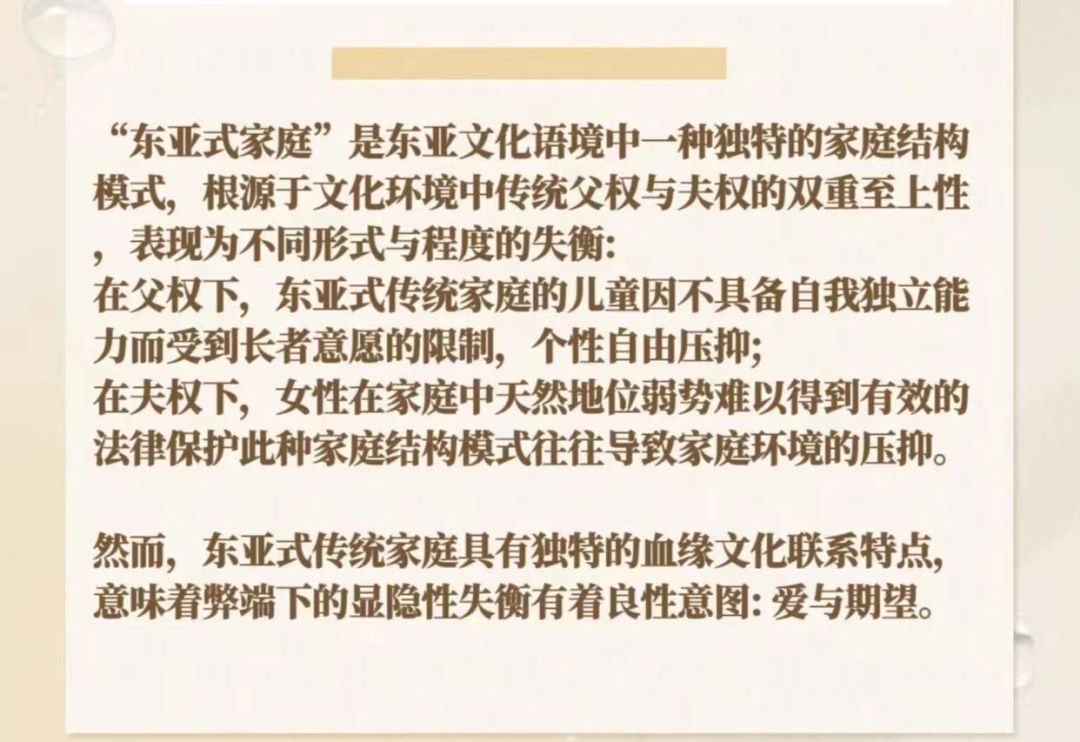 “东亚式家庭”是东亚文化语境中一种独特的家庭结构
模式，根源于文化环境中传统父权与夫权的双重至上性
，表现为不同形式与程度的失衡：
在父权下，东亚式传统家庭的儿童因不具备自我独立能
力而受到长者意愿的限制，个性自由压抑；
在夫权下，女性在家庭中天然地位弱势难以得到有效的
法律保护此种家庭结构模式往往导致家庭环境的压抑。
然而，东亚式传统家庭具有独特的血缘文化联系特点，
意味着弊端下的显隐性失衡有着良性意图：爱与期望。